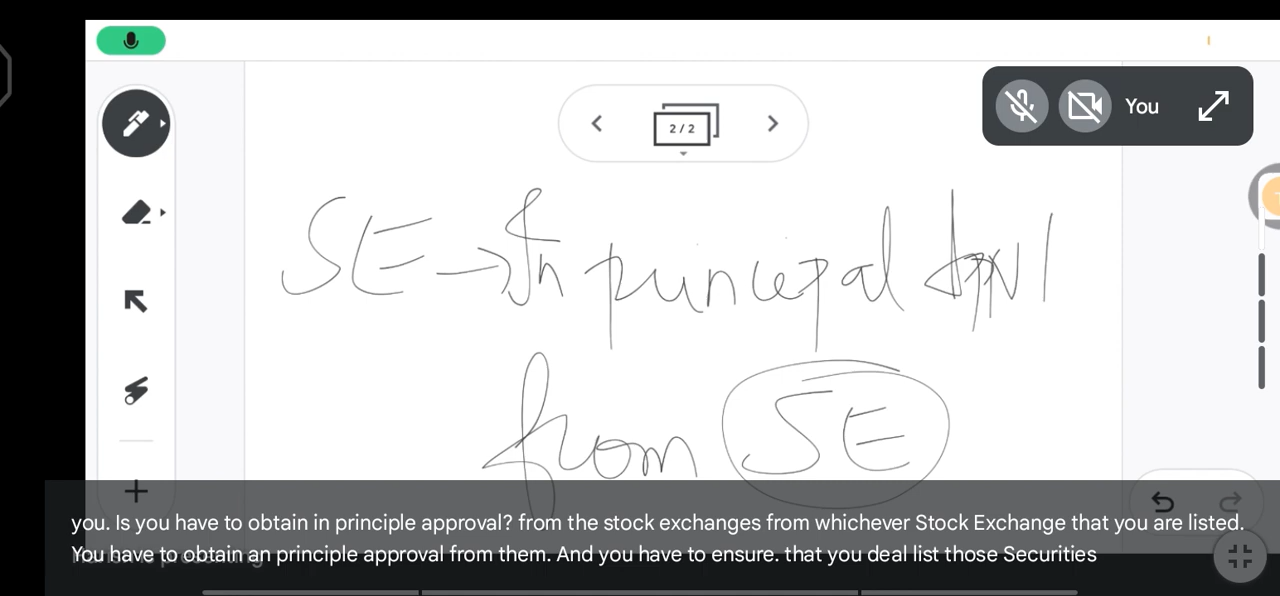 2 / 2
You
SE → In principal Appvl
from SE
you. Is you have to obtain in principle approval? from the stock exchanges from whichever Stock Exchange that you are listed.
You have to obtain an principle approval from them. And you have to ensure. that you deal list those Securities